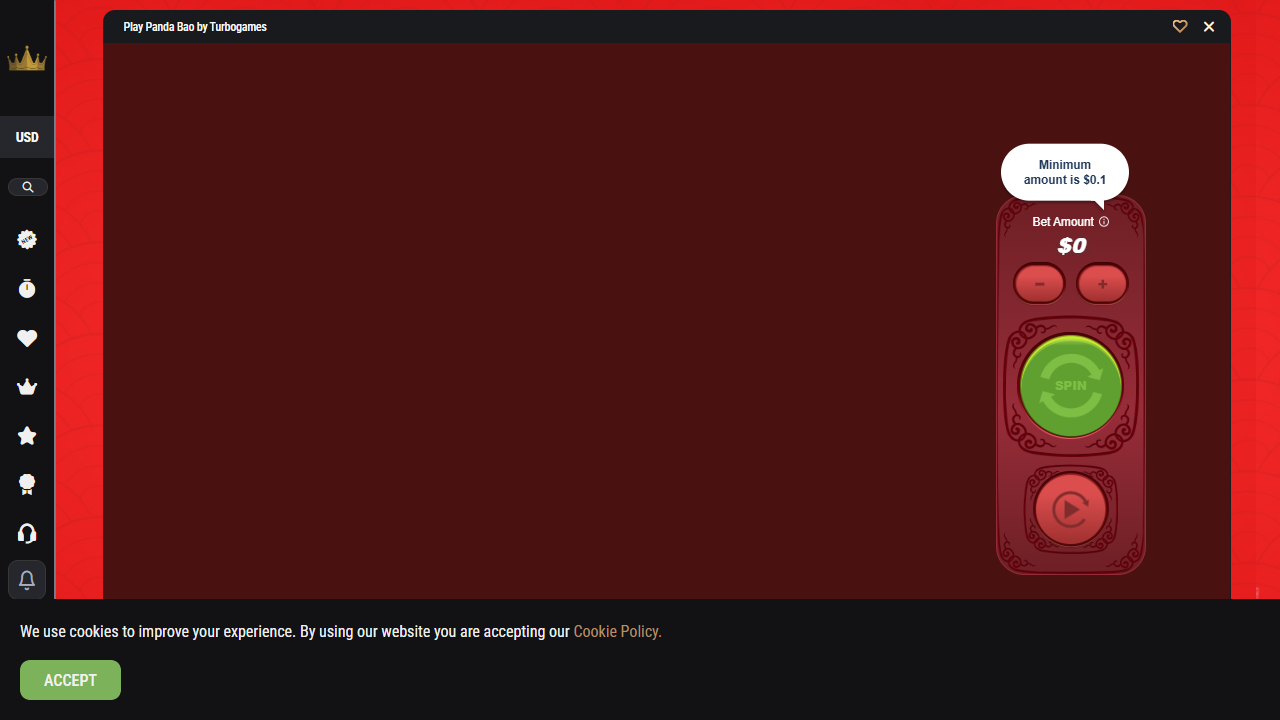 Play Panda Bao by Turbogames
USD
NEW
Minimum
amount is $0.1
Bet Amount
$0
-
+
SPIN
We use cookies to improve your experience. By using our website you are accepting our Cookie Policy.
ACCEPT